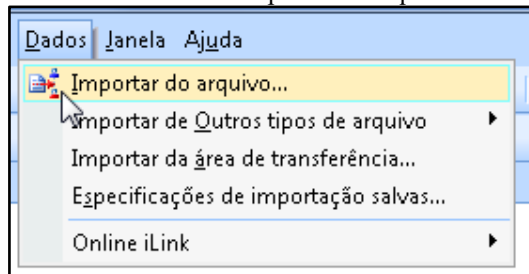 Dados Janela Ajuda
Importar do arquivo...
Importar de Outros tipos de arquivo
Importar da área de transferência...
Especificações de importação salvas...
Online iLink